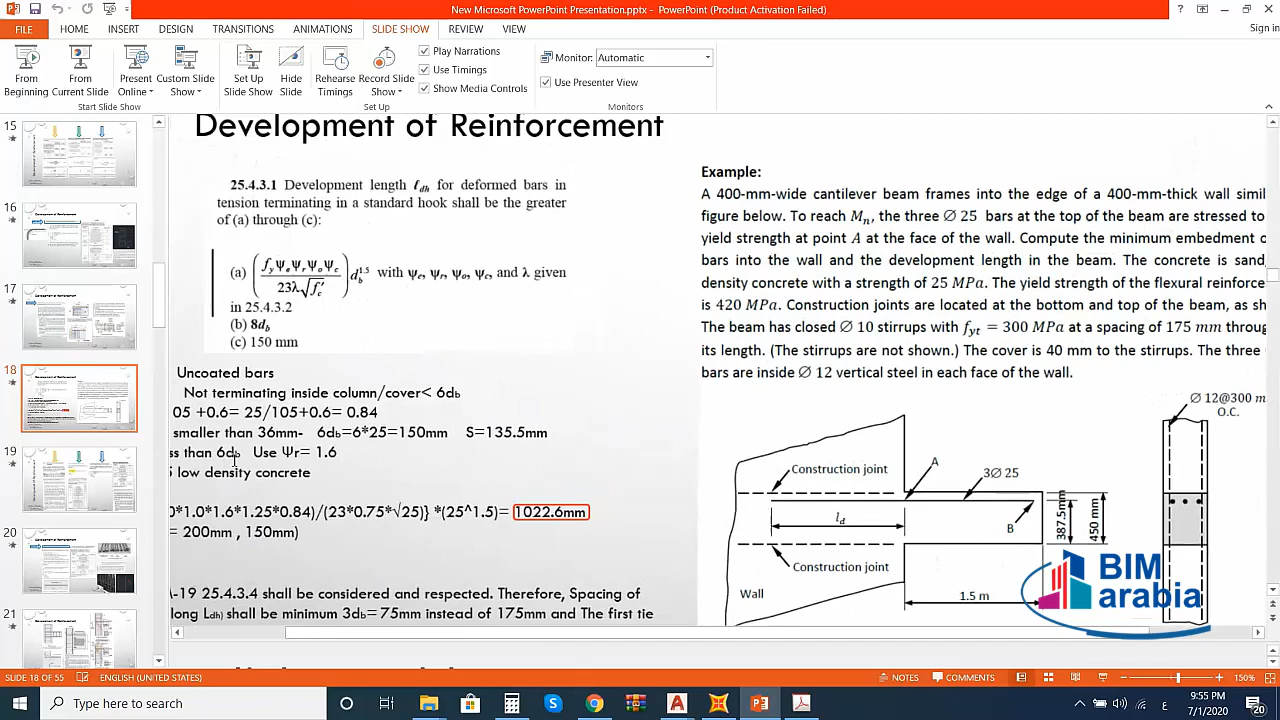 New Microsoft PowerPoint Presentation.pptx - PowerPoint (Product Activation Failed)
Sign in
FILE HOME INSERT DESIGN TRANSITIONS ANIMATIONS SLIDE SHOW REVIEW VIEW
From Beginning
From Current Slide
Present Online
Custom Slide Show
Set Up Slide Show
Hide Slide
Rehearse Timings
Record Slide Show
Play Narrations
Use Timings
Show Media Controls
Monitor: Automatic
Use Presenter View
Start Slide Show
Set Up
Monitors
15
16
17
18
19
20
21
Development of Reinforcement
25.4.3.1 Development length ℓdh for deformed bars in
tension terminating in a standard hook shall be the greater
of (a) through (c):
(a) (fyΨeΨrΨoΨc / 23λ√f′c) db^1.5 with Ψe, Ψr, Ψo, Ψc, and λ given
in 25.4.3.2
(b) 8db
(c) 150 mm
Uncoated bars
Not terminating inside column/cover< 6db
05 +0.6= 25/105+0.6= 0.84
smaller than 36mm- 6db=6*25=150mm S=135.5mm
ss than 6db Use Ψr= 1.6
low density concrete
0*1.0*1.6*1.25*0.84)/(23*0.75*√25)} *(25^1.5)= 1022.6mm
= 200mm , 150mm)
A-19 25.4.3.4 shall be considered and respected. Therefore, Spacing of
long Ldh) shall be minimum 3db=75mm instead of 175mm and The first tie
Example:
A 400-mm-wide cantilever beam frames into the edge of a 400-mm-thick wall simil
figure below. To reach Mn, the three Ø 25 bars at the top of the beam are stressed to
yield strength at point A at the face of the wall. Compute the minimum embedment o
bars into the wall and the development length in the beam. The concrete is sand,
density concrete with a strength of 25 MPa. The yield strength of the flexural reinforce
is 420 MPa. Construction joints are located at the bottom and top of the beam, as sh
The beam has closed Ø 10 stirrups with fyt = 300 MPa at a spacing of 175 mm throug
its length. (The stirrups are not shown.) The cover is 40 mm to the stirrups. The three
bars are inside Ø 12 vertical steel in each face of the wall.
Ø 12@300 m
O.C.
Construction joint
A
3Ø 25
ld
B
387.5mm
450 mm
Construction joint
Wall
1.5 m
BIM
arabia
SLIDE 18 OF 55 ENGLISH (UNITED STATES)
NOTES COMMENTS 150%
Type here to search
9:55 PM
7/1/2020
ع
20